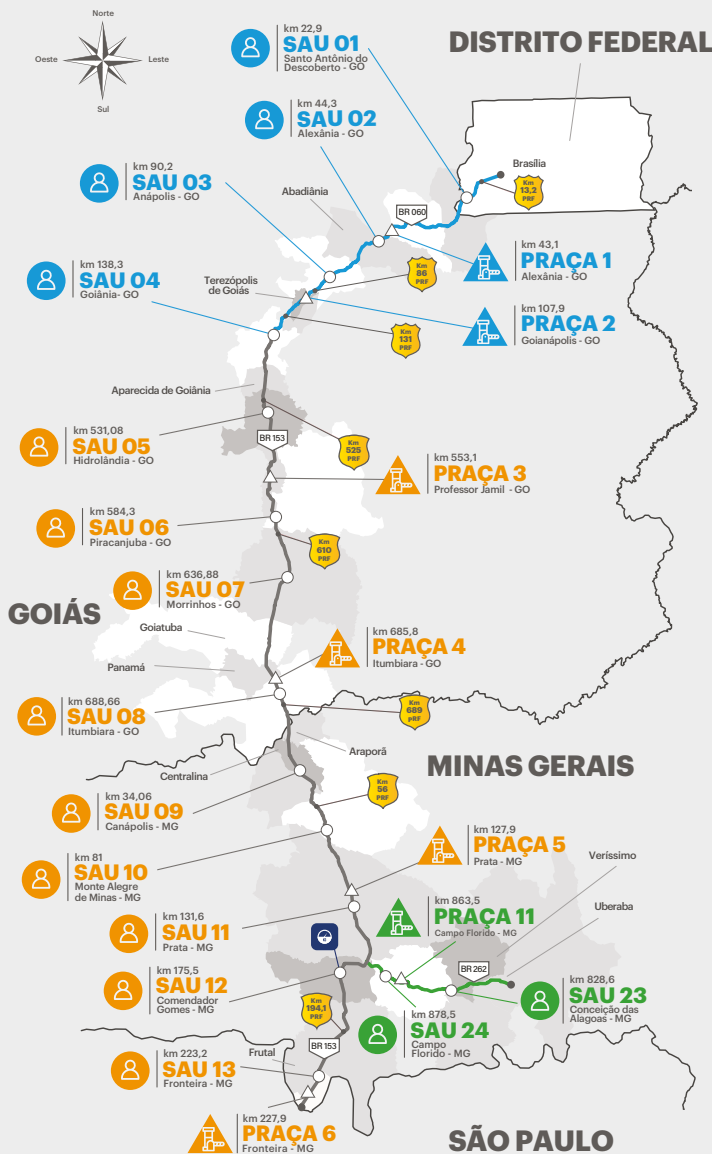 Norte
Oeste
Leste
Sul
km 22,9
SAU 01
Santo Antônio do
Descoberto - GO
DISTRITO FEDERAL
km 44,3
SAU 02
Alexânia - GO
Brasília
Km
13,2
PRF
km 90,2
SAU 03
Anápolis - GO
Abadiânia
BR 060
km 43,1
PRAÇA 1
Alexânia - GO
km 138,3
SAU 04
Goiânia- GO
Terezópolis
de Goiás
Km
86
PRF
km 107,9
PRAÇA 2
Goianápolis - GO
Km
131
PRF
Aparecida de Goiânia
km 531,08
SAU 05
Hidrolândia - GO
BR 153
Km
525
PRF
km 553,1
PRAÇA 3
Professor Jamil - GO
km 584,3
SAU 06
Piracanjuba - GO
Km
610
PRF
km 636,88
SAU 07
Morrinhos - GO
GOIÁS
Goiatuba
km 685,8
PRAÇA 4
Itumbiara - GO
Panamá
km 688,66
SAU 08
Itumbiara - GO
Km
689
pRF
Araporã
MINAS GERAIS
Centralina
km 34,06
SAU 09
Canápolis - MG
Km
56
PRF
km 127,9
PRAÇA 5
Prata - MG
km 81
SAU 10
Monte Alegre
de Minas - MG
Veríssimo
km 863,5
PRAÇA 11
Campo Florido - MG
Uberaba
km 131,6
SAU 11
Prata - MG
BR 262
km 175,5
SAU 12
Comendador
Gomes - MG
km 828,6
SAU 23
Conceição das
Alagoas - MG
Km
194,1
PRF
km 878,5
SAU 24
Campo
Florido - MG
BR 153
Frutal
km 223,2
SAU 13
Fronteira - MG
km 227,9
PRAÇA 6
Fronteira - MG
SÃO PAULO